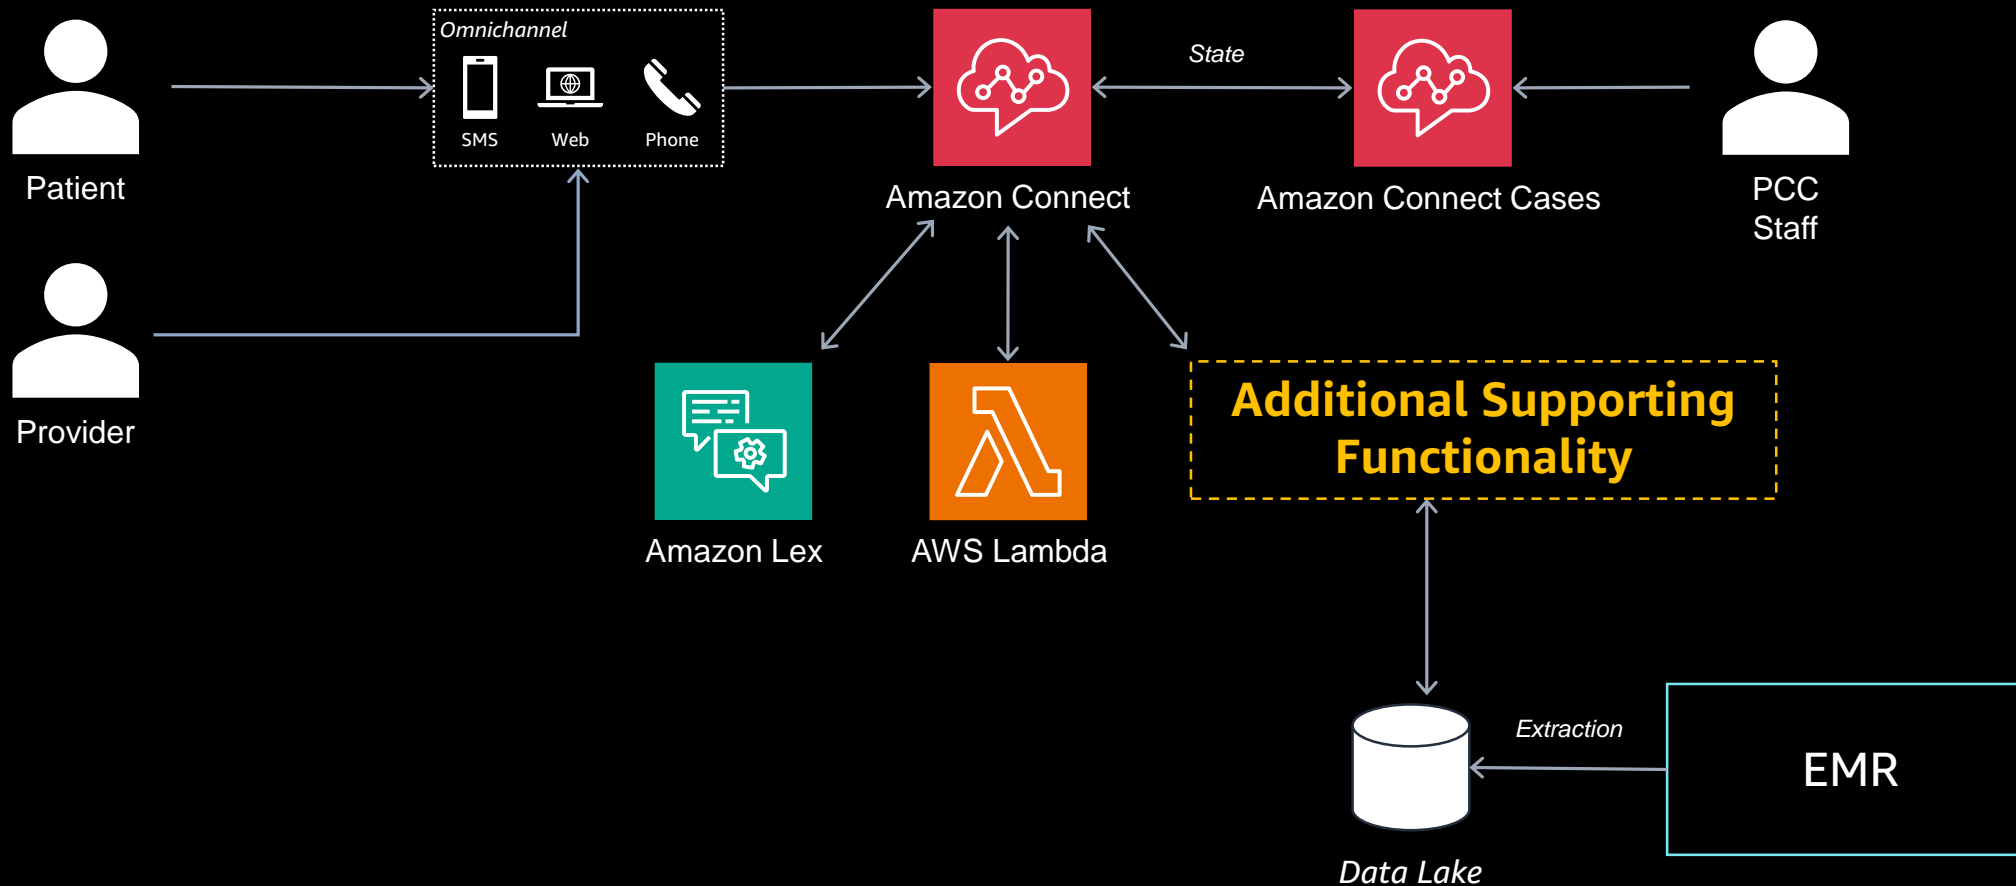 Omnichannel
SMS
Web
Phone
State
Patient
Amazon Connect
Amazon Connect Cases
PCC
Staff
Provider
Additional Supporting
Functionality
Amazon Lex
AWS Lambda
Extraction
EMR
Data Lake